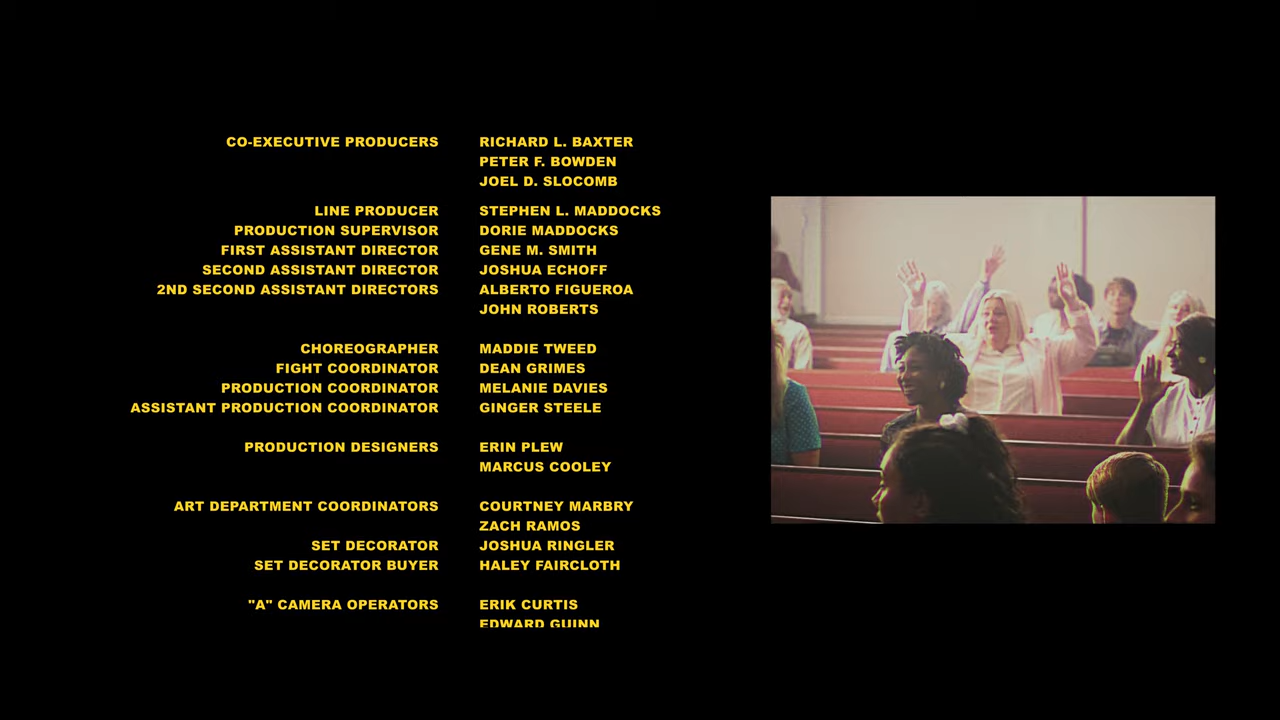 CO-EXECUTIVE PRODUCERS RICHARD L. BAXTER
PETER F. BOWDEN
JOEL D. SLOCOMB
LINE PRODUCER STEPHEN L. MADDOCKS
PRODUCTION SUPERVISOR DORIE MADDOCKS
FIRST ASSISTANT DIRECTOR GENE M. SMITH
SECOND ASSISTANT DIRECTOR JOSHUA ECHOFF
2ND SECOND ASSISTANT DIRECTORS ALBERTO FIGUEROA
JOHN ROBERTS
CHOREOGRAPHER MADDIE TWEED
FIGHT COORDINATOR DEAN GRIMES
PRODUCTION COORDINATOR MELANIE DAVIES
ASSISTANT PRODUCTION COORDINATOR GINGER STEELE
PRODUCTION DESIGNERS ERIN PLEW
MARCUS COOLEY
ART DEPARTMENT COORDINATORS COURTNEY MARBRY
ZACH RAMOS
SET DECORATOR JOSHUA RINGLER
SET DECORATOR BUYER HALEY FAIRCLOTH
"A" CAMERA OPERATORS ERIK CURTIS
EDWARD GUINN